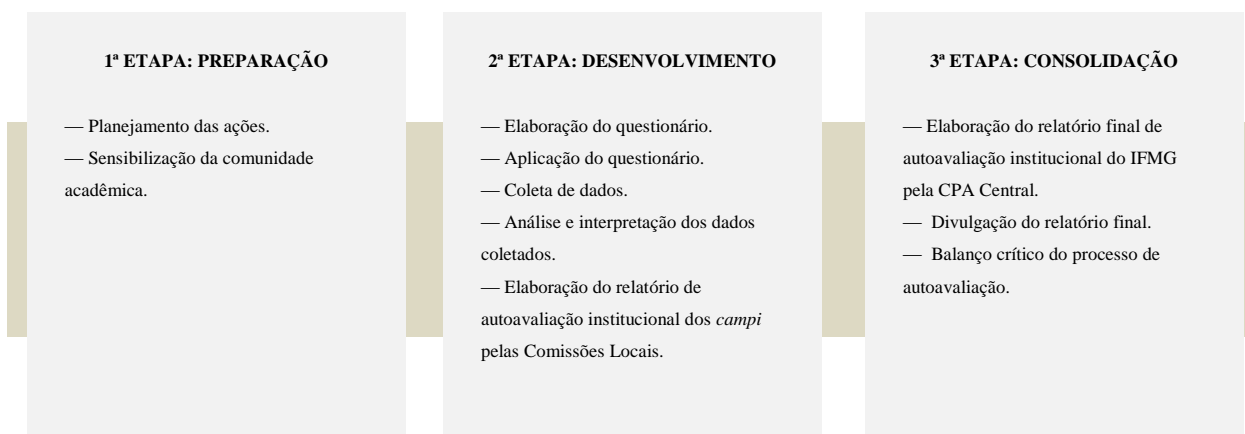 1ª ETAPA: PREPARAÇÃO
— Planejamento das ações.
— Sensibilização da comunidade
acadêmica.
2ª ETAPA: DESENVOLVIMENTO
— Elaboração do questionário.
— Aplicação do questionário.
— Coleta de dados.
— Análise e interpretação dos dados
coletados.
— Elaboração do relatório de
autoavaliação institucional dos campi
pelas Comissões Locais.
3ª ETAPA: CONSOLIDAÇÃO
— Elaboração do relatório final de
autoavaliação institucional do IFMG
pela CPA Central.
— Divulgação do relatório final.
— Balanço crítico do processo de
autoavaliação.